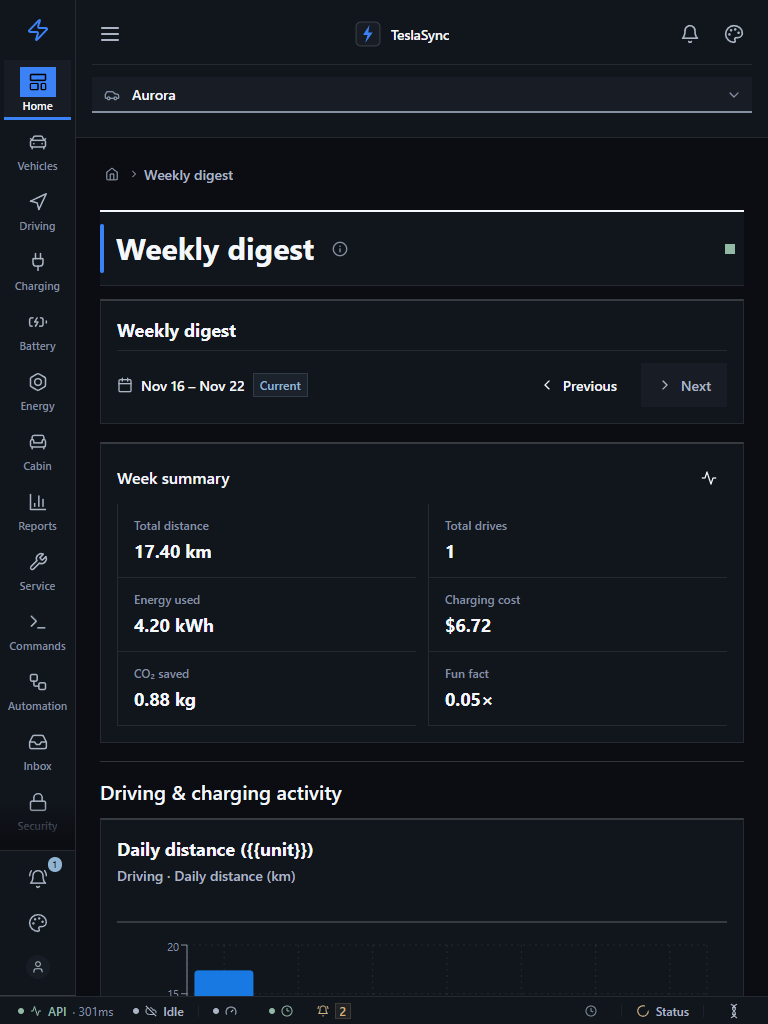 TeslaSync
Aurora
Home
Vehicles
Driving
Charging
Battery
Energy
Cabin
Reports
Service
Commands
Automation
Inbox
Security
1
Weekly digest
Weekly digest
Weekly digest
Nov 16 – Nov 22 Current Previous Next
Week summary
Total distance Total drives
17.40 km 1
Energy used Charging cost
4.20 kWh $6.72
CO₂ saved Fun fact
0.88 kg 0.05×
Driving & charging activity
Daily distance ({{unit}})
Driving · Daily distance (km)
20
15
API · 301ms Idle 2 Status